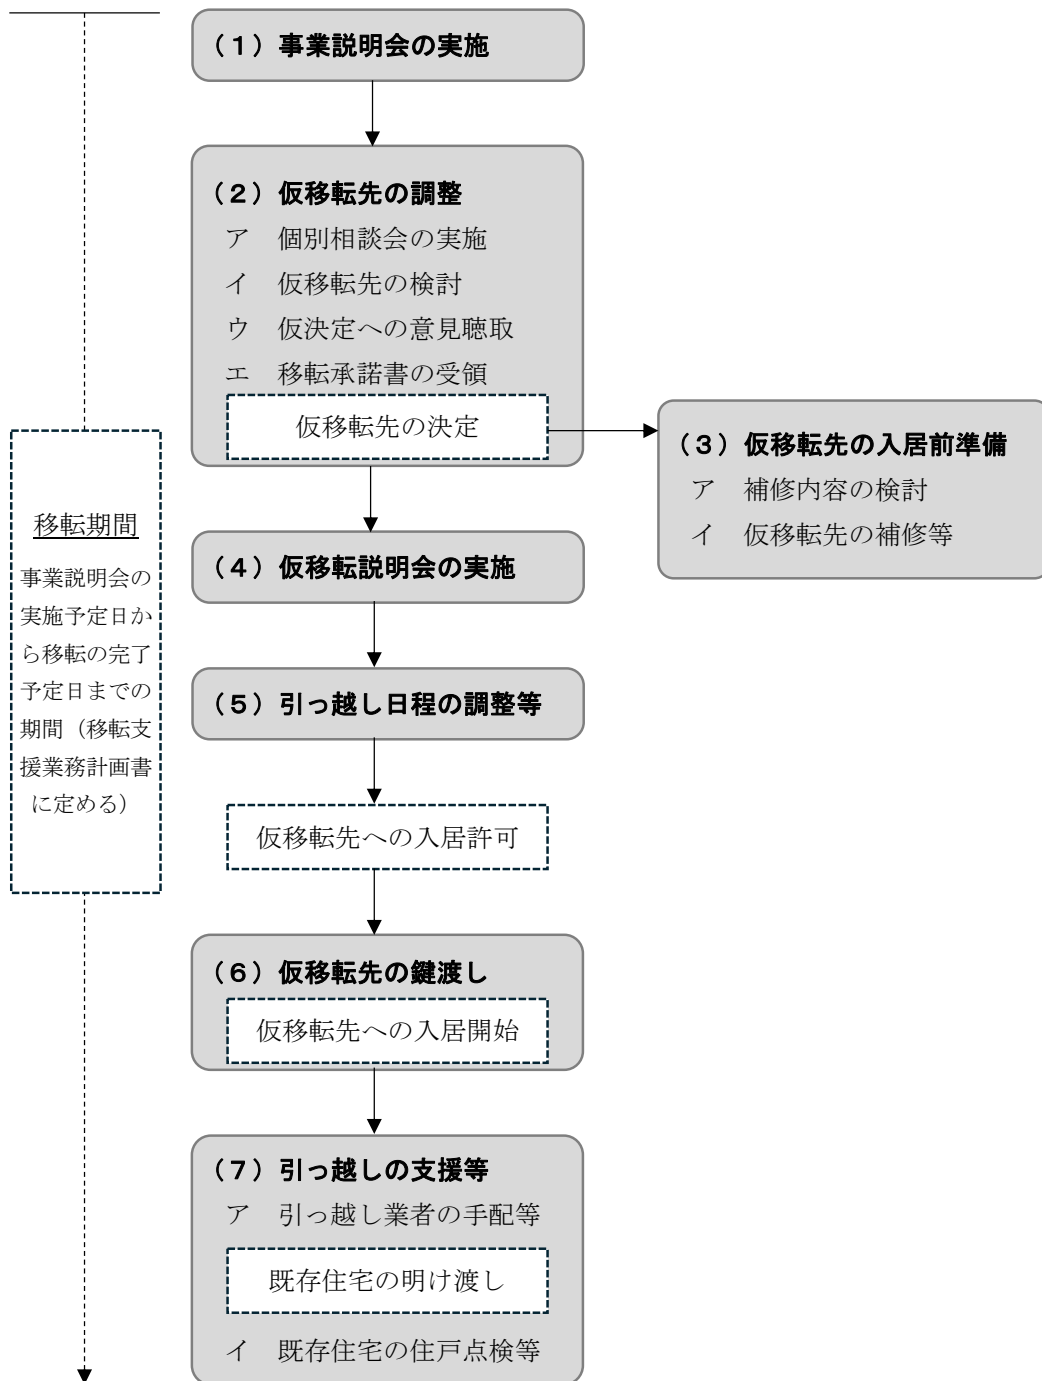 （１）事業説明会の実施
（２）仮移転先の調整
ア　個別相談会の実施
イ　仮移転先の検討
ウ　仮決定への意見聴取
エ　移転承諾書の受領
仮移転先の決定
（３）仮移転先の入居前準備
ア　補修内容の検討
イ　仮移転先の補修等
移転期間
事業説明会の
実施予定日か
ら移転の完了
予定日までの
期間（移転支
援業務計画書
に定める）
（４）仮移転説明会の実施
（５）引っ越し日程の調整等
仮移転先への入居許可
（６）仮移転先の鍵渡し
仮移転先への入居開始
（７）引っ越しの支援等
ア　引っ越し業者の手配等
既存住宅の明け渡し
イ　既存住宅の住戸点検等